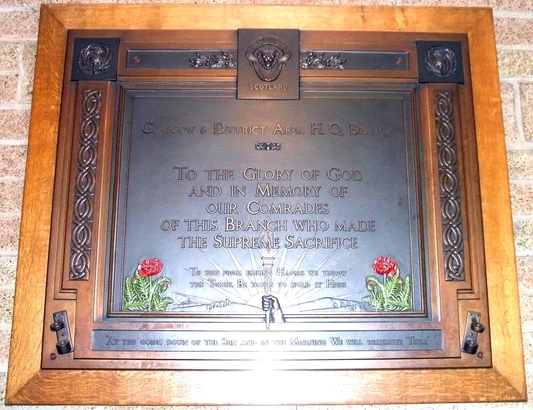 SCOTLAND
GLASGOW & DISTRICT AREA H.Q. BRANCH
TO THE GLORY OF GOD
AND IN MEMORY OF
OUR COMRADES
OF THIS BRANCH WHO MADE
THE SUPREME SACRIFICE
"TO YOU FROM FAILING HANDS WE THROW
THE TORCH. BE YOURS TO HOLD IT HIGH"
"AT THE GOING DOWN OF THE SUN AND IN THE MORNING WE WILL REMEMBER THEM"